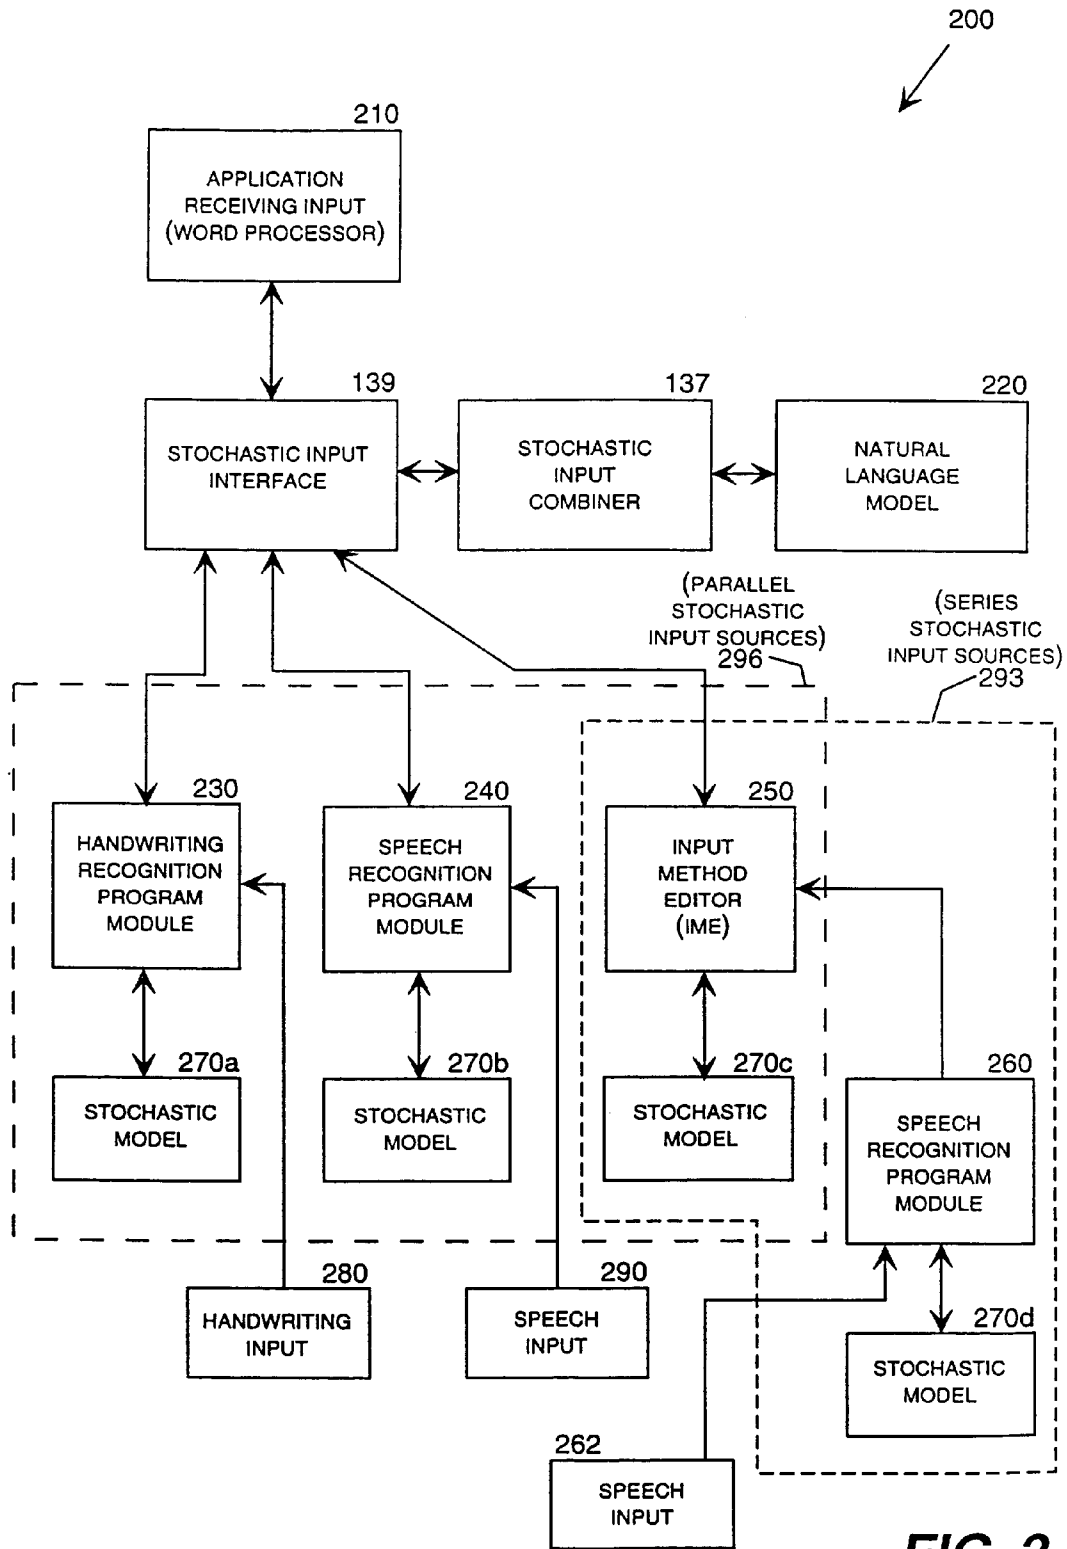 200
210
APPLICATION
RECEIVING INPUT
(WORD PROCESSOR)
139
STOCHASTIC INPUT
INTERFACE
137
STOCHASTIC
INPUT
COMBINER
220
NATURAL
LANGUAGE
MODEL
(PARALLEL
STOCHASTIC
INPUT SOURCES)
296
(SERIES
STOCHASTIC
INPUT SOURCES)
293
230
HANDWRITING
RECOGNITION
PROGRAM
MODULE
240
SPEECH
RECOGNITION
PROGRAM
MODULE
250
INPUT
METHOD
EDITOR
(IME)
270a
STOCHASTIC
MODEL
270b
STOCHASTIC
MODEL
270c
STOCHASTIC
MODEL
260
SPEECH
RECOGNITION
PROGRAM
MODULE
280
HANDWRITING
INPUT
290
SPEECH
INPUT
270d
STOCHASTIC
MODEL
262
SPEECH
INPUT